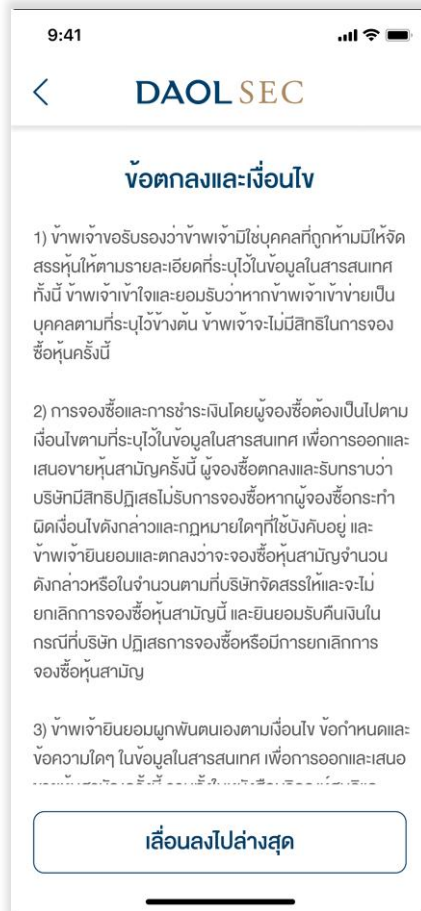 9:41
DAOL SEC
ข้อตกลงและเงื่อนไข
1) ข้าพเจ้าขอรับรองว่าข้าพเจ้ามิใช่บุคคลที่ถูกห้ามมิให้จัด
สรรหุ้นให้ตามรายละเอียดที่ระบุไว้ในข้อมูลในสารสนเทศ
ทั้งนี้ ข้าพเจ้าเข้าใจและยอมรับว่าหากข้าพเจ้าเข้าข่ายเป็น
บุคคลตามที่ระบุไว้ข้างต้น ข้าพเจ้าจะไม่มีสิทธิในการจอง
ซื้อหุ้นครั้งนี้
2) การจองซื้อและการชำระเงินโดยผู้จองซื้อต้องเป็นไปตาม
เงื่อนไขตามที่ระบุไว้ในข้อมูลในสารสนเทศ เพื่อการออกและ
เสนอขายหุ้นสามัญครั้งนี้ ผู้จองซื้อตกลงและรับทราบว่า
บริษัทมีสิทธิปฏิเสธไม่รับการจองซื้อหากผู้จองซื้อกระทำ
ผิดเงื่อนไขดังกล่าวและกฎหมายใดๆที่ใช้บังคับอยู่ และ
ข้าพเจ้ายินยอมและตกลงว่าจะจองซื้อหุ้นสามัญจำนวน
ดังกล่าวหรือในจำนวนตามที่บริษัทจัดสรรให้และจะไม่
ยกเลิกการจองซื้อหุ้นสามัญนี้ และยินยอมรับคืนเงินใน
กรณีที่บริษัท ปฏิเสธการจองซื้อหรือมีการยกเลิกการ
จองซื้อหุ้นสามัญ
3) ข้าพเจ้ายินยอมผูกพันตนเองตามเงื่อนไข ข้อกำหนดและ
ข้อความใดๆ ในข้อมูลในสารสนเทศ เพื่อการออกและเสนอ
เลื่อนลงไปล่างสุด